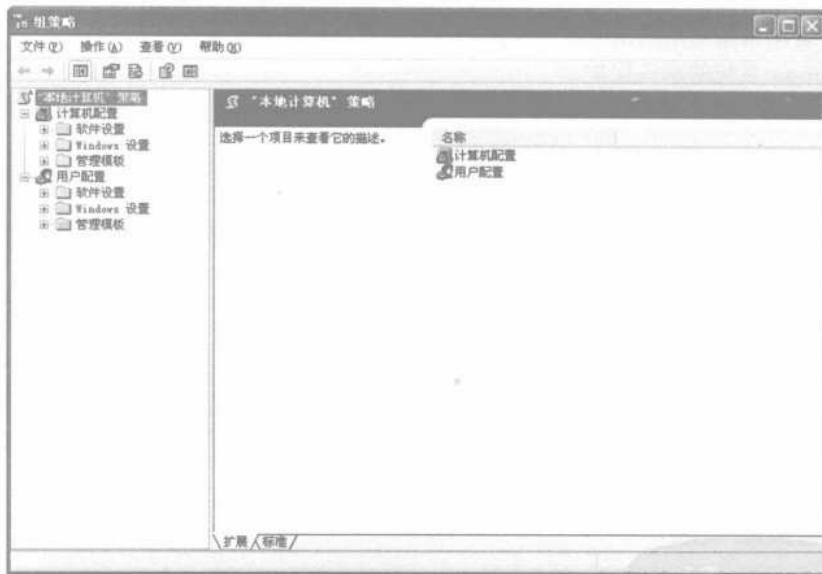 组策略
文件(F) 操作(A) 查看(V) 帮助(H)
"本地计算机" 策略
计算机配置
软件设置
Windows 设置
管理模板
用户配置
软件设置
Windows 设置
管理模板
"本地计算机" 策略
选择一个项目来查看它的描述。
名称
计算机配置
用户配置
扩展 标准